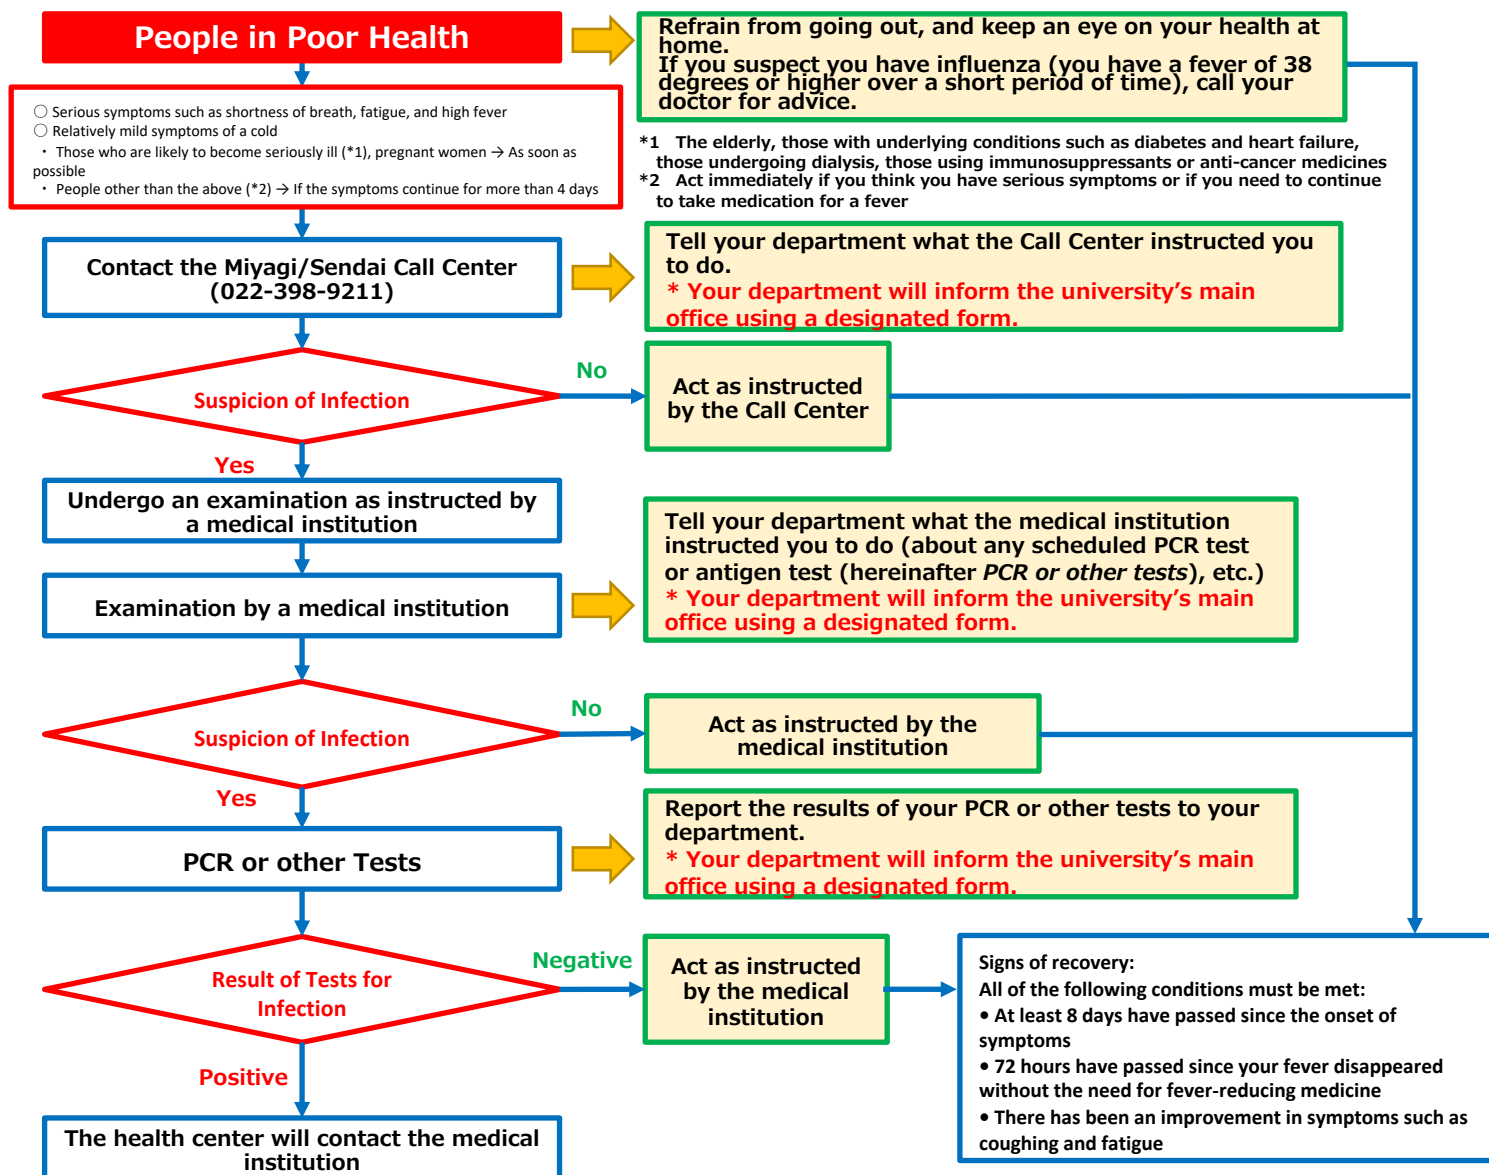 People in Poor Health
Refrain from going out, and keep an eye on your health at
home.
If you suspect you have influenza (you have a fever of 38
degrees or higher over a short period of time), call your
doctor for advice.
○ Serious symptoms such as shortness of breath, fatigue, and high fever
○ Relatively mild symptoms of a cold
・ Those who are likely to become seriously ill (*1), pregnant women → As soon as
possible
・ People other than the above (*2) → If the symptoms continue for more than 4 days
*1 The elderly, those with underlying conditions such as diabetes and heart failure,
those undergoing dialysis, those using immunosuppressants or anti-cancer medicines
*2 Act immediately if you think you have serious symptoms or if you need to continue
to take medication for a fever
Contact the Miyagi/Sendai Call Center
(022-398-9211)
Tell your department what the Call Center instructed you
to do.
* Your department will inform the university’s main
office using a designated form.
Suspicion of Infection
No
Act as instructed
by the Call Center
Yes
Undergo an examination as instructed by
a medical institution
Tell your department what the medical institution
instructed you to do (about any scheduled PCR test
or antigen test (hereinafter PCR or other tests), etc.)
* Your department will inform the university’s main
office using a designated form.
Examination by a medical institution
Suspicion of Infection
No
Act as instructed by the
medical institution
Yes
PCR or other Tests
Report the results of your PCR or other tests to your
department.
* Your department will inform the university’s main
office using a designated form.
Result of Tests for
Infection
Negative
Act as instructed
by the medical
institution
Signs of recovery:
All of the following conditions must be met:
• At least 8 days have passed since the onset of
symptoms
• 72 hours have passed since your fever disappeared
without the need for fever-reducing medicine
• There has been an improvement in symptoms such as
coughing and fatigue
Positive
The health center will contact the medical
institution